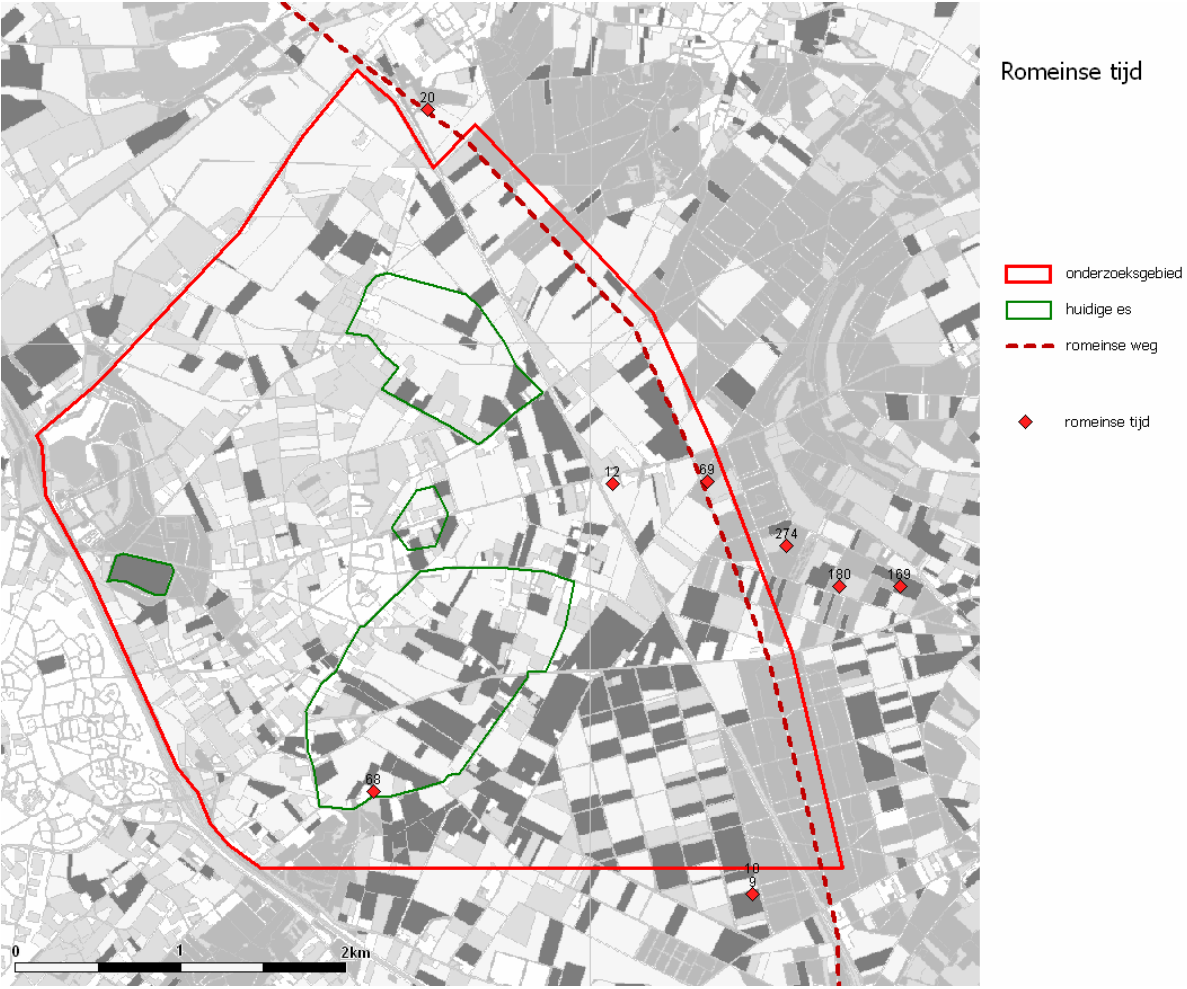 Romeinse tijd
20
onderzoeksgebied
huidige es
romeinse weg
romeinse tijd
12
69
274
180
169
68
10
9
0 1 2km